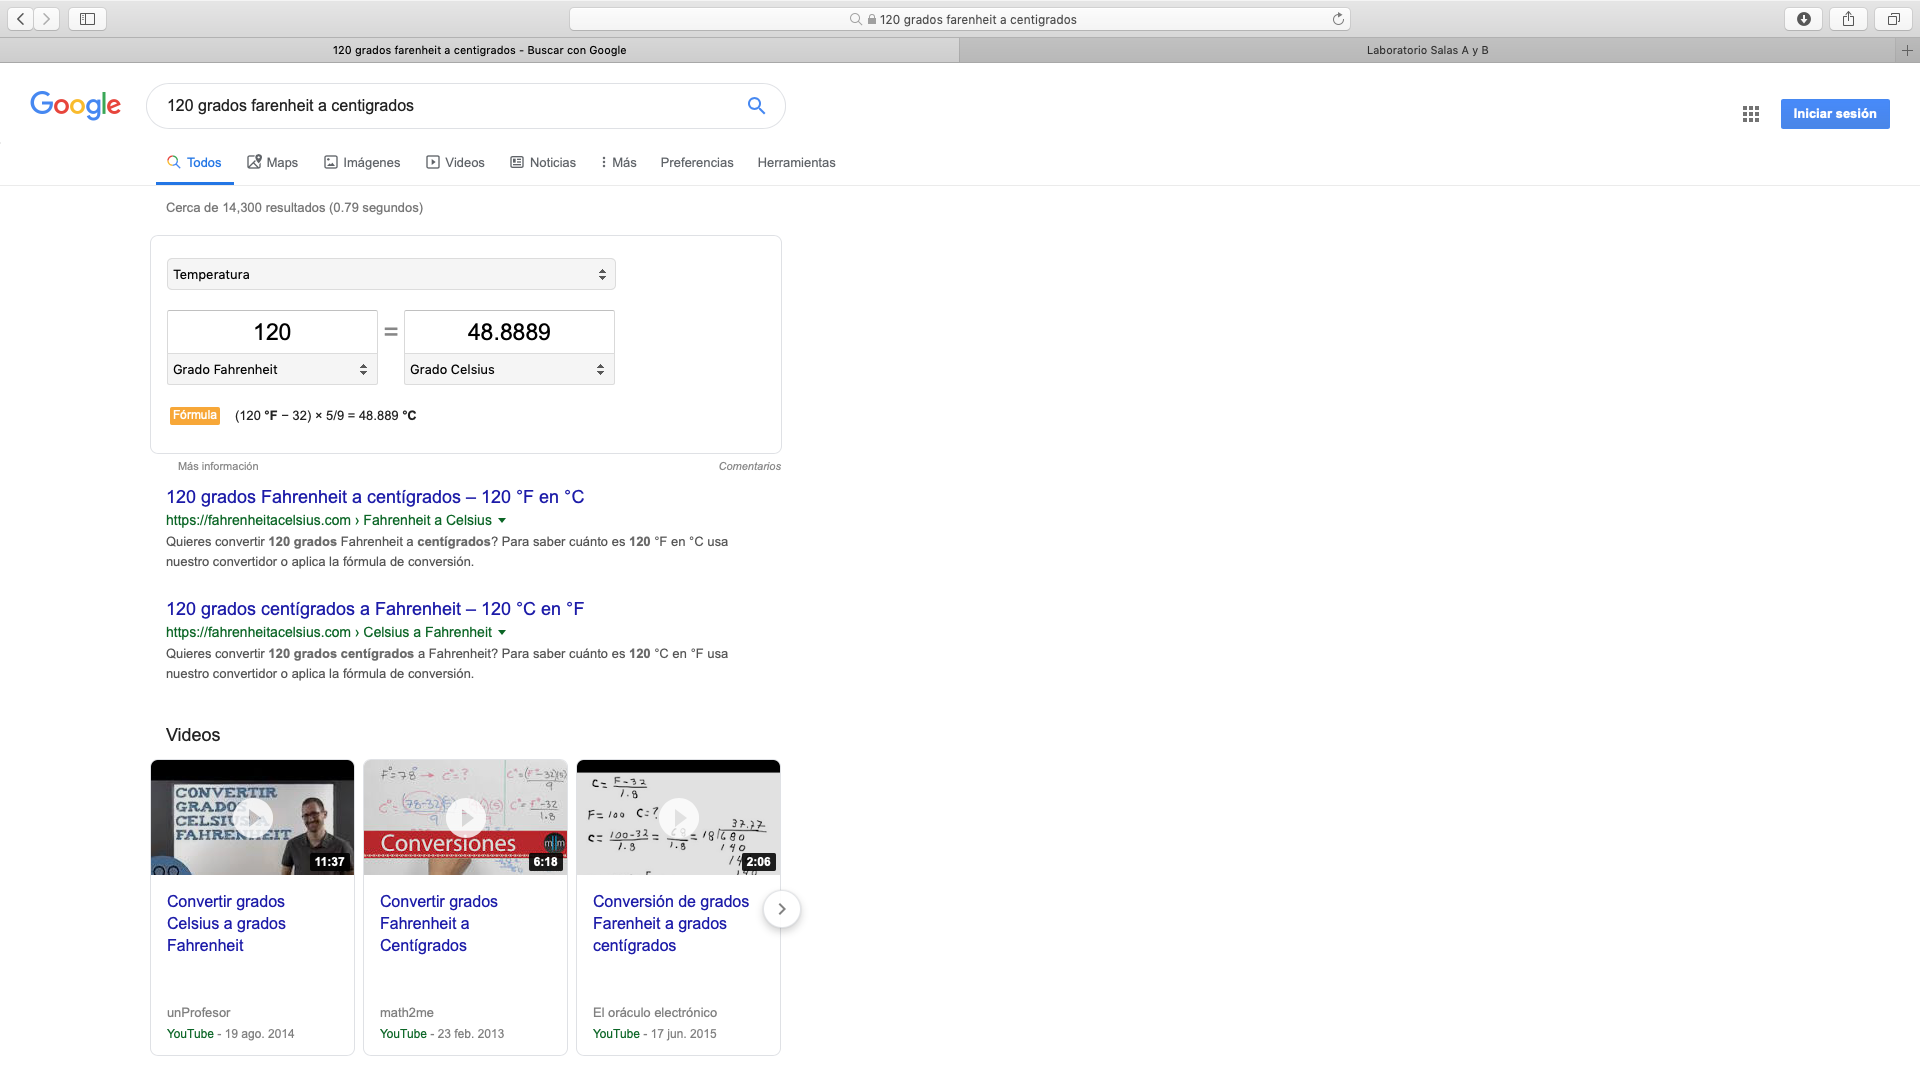 120 grados farenheit a centigrados
120 grados farenheit a centigrados - Buscar con Google
Laboratorio Salas A y B
Google
120 grados farenheit a centigrados
Iniciar sesión
Todos
Maps
Imágenes
Videos
Noticias
Más
Preferencias
Herramientas
Cerca de 14,300 resultados (0.79 segundos)
Temperatura
120 = 48.8889
Grado Fahrenheit
Grado Celsius
Fórmula (120 °F − 32) × 5/9 = 48.889 °C
Más información
Comentarios
120 grados Fahrenheit a centígrados – 120 °F en °C
https://fahrenheitacelsius.com › Fahrenheit a Celsius
Quieres convertir 120 grados Fahrenheit a centígrados? Para saber cuánto es 120 °F en °C usa
nuestro convertidor o aplica la fórmula de conversión.
120 grados centígrados a Fahrenheit – 120 °C en °F
https://fahrenheitacelsius.com › Celsius a Fahrenheit
Quieres convertir 120 grados centígrados a Fahrenheit? Para saber cuánto es 120 °C en °F usa
nuestro convertidor o aplica la fórmula de conversión.
Videos
CONVERTIR
GRADOS
CELSIUS A
FAHRENHEIT
11:37
F°=78° → C°=?
Conversiones
6:18
C = F-32
1.8
F = 100 C = ?
C = 100-32
1.8
37.77
680
140
2:06
Convertir grados
Celsius a grados
Fahrenheit
unProfesor
YouTube - 19 ago. 2014
Convertir grados
Fahrenheit a
Centígrados
math2me
YouTube - 23 feb. 2013
Conversión de grados
Farenheit a grados
centígrados
El oráculo electrónico
YouTube - 17 jun. 2015